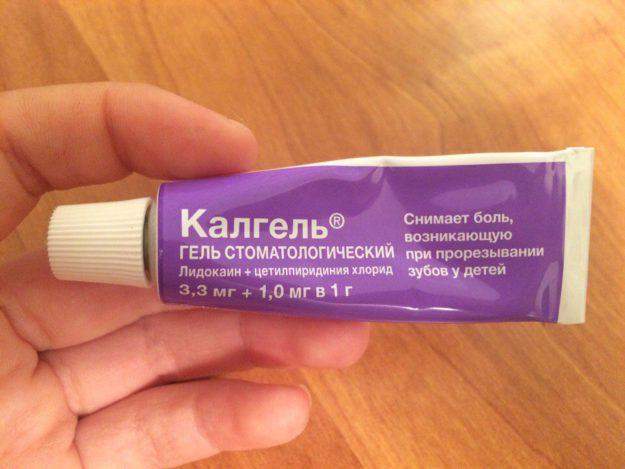 Калгель®
ГЕЛЬ СТОМАТОЛОГИЧЕСКИЙ
Лидокаин + цетилпиридиния хлорид
3,3 мг + 1,0 мг в 1 г
Снимает боль,
возникающую
при прорезывании
зубов у детей